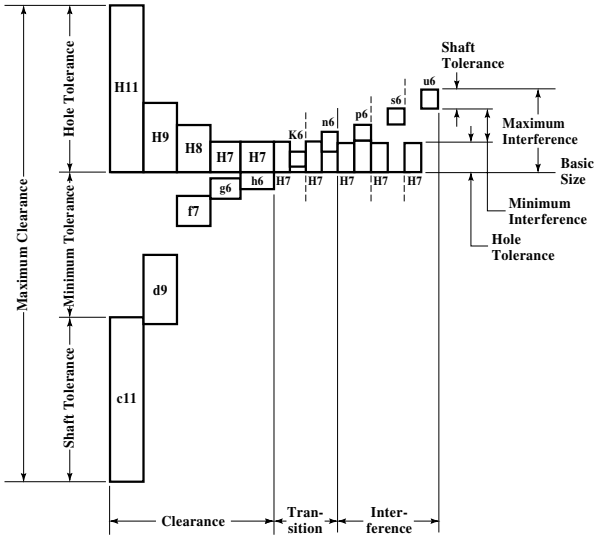 Hole Tolerance
Maximum Clearance
Minimum Tolerance
Shaft Tolerance
H11
H9
H8
H7
H7
K6
n6
p6
s6
u6
H7
H7
H7
H7
H7
h6
g6
f7
d9
c11
Shaft
Tolerance
Maximum
Interference
Basic
Size
Minimum
Interference
Hole
Tolerance
Clearance
Tran-
sition
Inter-
ference